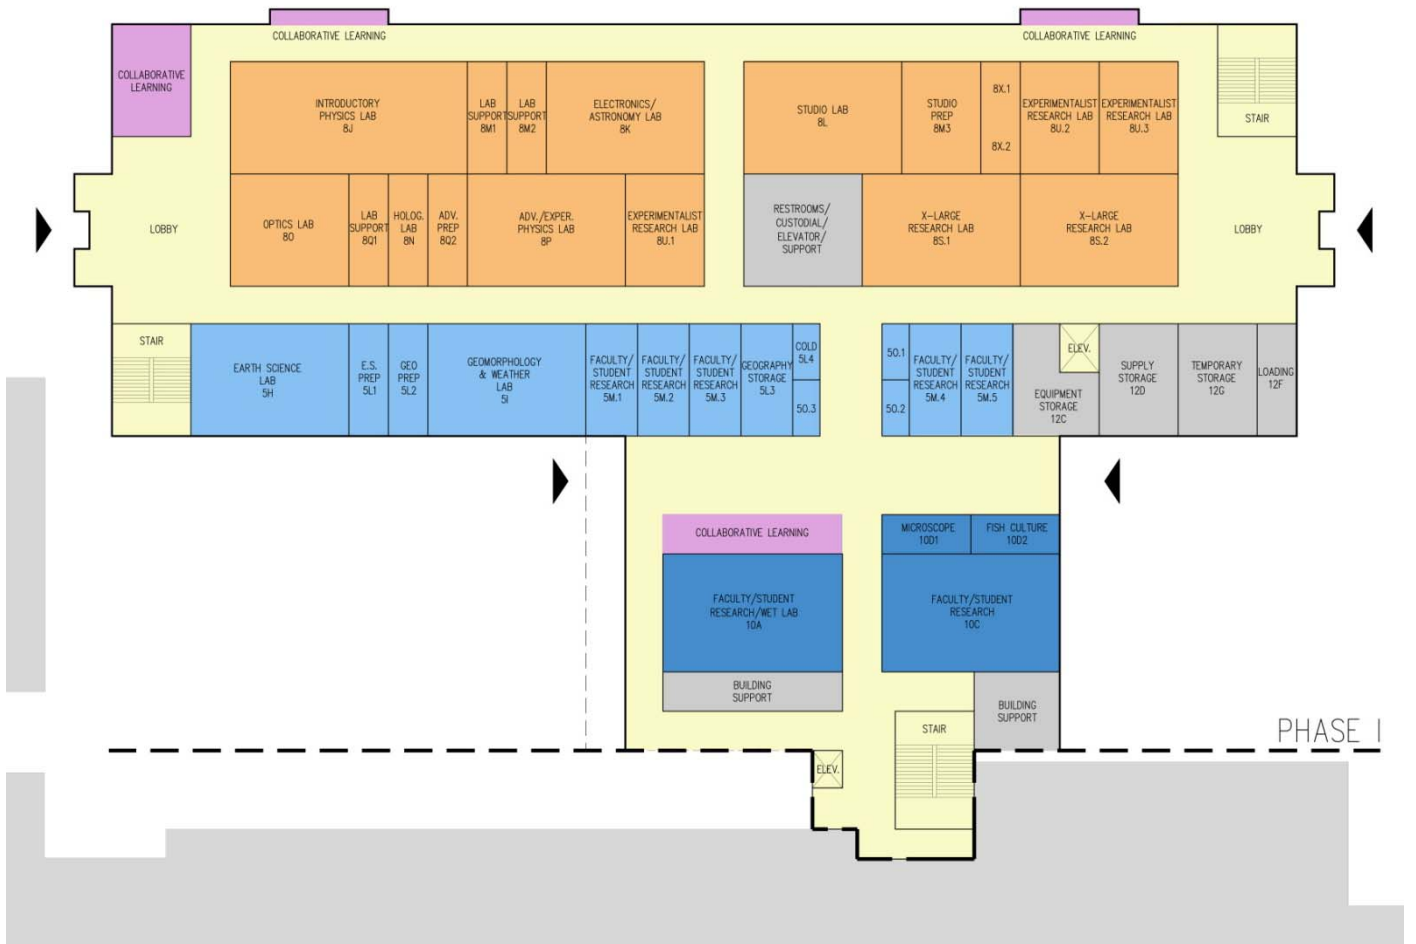 COLLABORATIVE LEARNING
COLLABORATIVE LEARNING
COLLABORATIVE
LEARNING
INTRODUCTORY
PHYSICS LAB
8J
LAB
SUPPORT
8M1
LAB
SUPPORT
8M2
ELECTRONICS/
ASTRONOMY LAB
8K
STUDIO LAB
8L
STUDIO
PREP
8M3
8X.1
8X.2
EXPERIMENTALIST
RESEARCH LAB
8U.2
EXPERIMENTALIST
RESEARCH LAB
8U.3
STAIR
LOBBY
OPTICS LAB
8O
LAB
SUPPORT
8Q1
HOLOG.
LAB
8N
ADV.
PREP
8Q2
ADV./EXPER.
PHYSICS LAB
8P
EXPERIMENTALIST
RESEARCH LAB
8U.1
RESTROOMS/
CUSTODIAL/
ELEVATOR/
SUPPORT
X-LARGE
RESEARCH LAB
8S.1
X-LARGE
RESEARCH LAB
8S.2
LOBBY
STAIR
EARTH SCIENCE
LAB
5H
E.S.
PREP
5L1
GEO
PREP
5L2
GEOMORPHOLOGY
& WEATHER
LAB
5I
FACULTY/
STUDENT
RESEARCH
5M.1
FACULTY/
STUDENT
RESEARCH
5M.2
FACULTY/
STUDENT
RESEARCH
5M.3
GEOGRAPHY
STORAGE
5L3
COLD
5L4
5O.3
5O.1
5O.2
FACULTY/
STUDENT
RESEARCH
5M.4
FACULTY/
STUDENT
RESEARCH
5M.5
ELEV.
EQUIPMENT
STORAGE
12C
SUPPLY
STORAGE
12D
TEMPORARY
STORAGE
12G
LOADING
12F
COLLABORATIVE LEARNING
MICROSCOPE
10D1
FISH CULTURE
10D2
FACULTY/STUDENT
RESEARCH/WET LAB
10A
FACULTY/STUDENT
RESEARCH
10C
BUILDING
SUPPORT
BUILDING
SUPPORT
STAIR
PHASE I
ELEV.